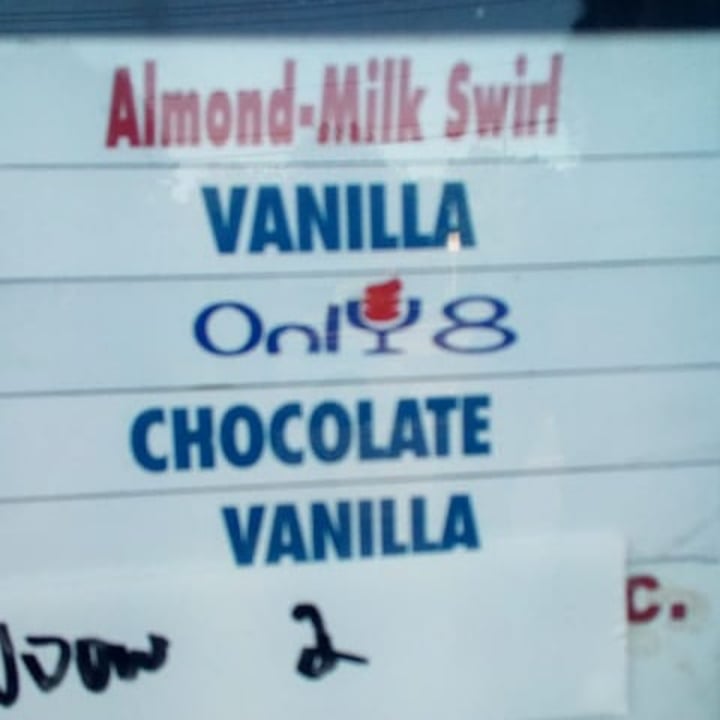 Almond-Milk Swirl
VANILLA
Only 8
CHOCOLATE
VANILLA
c.
2